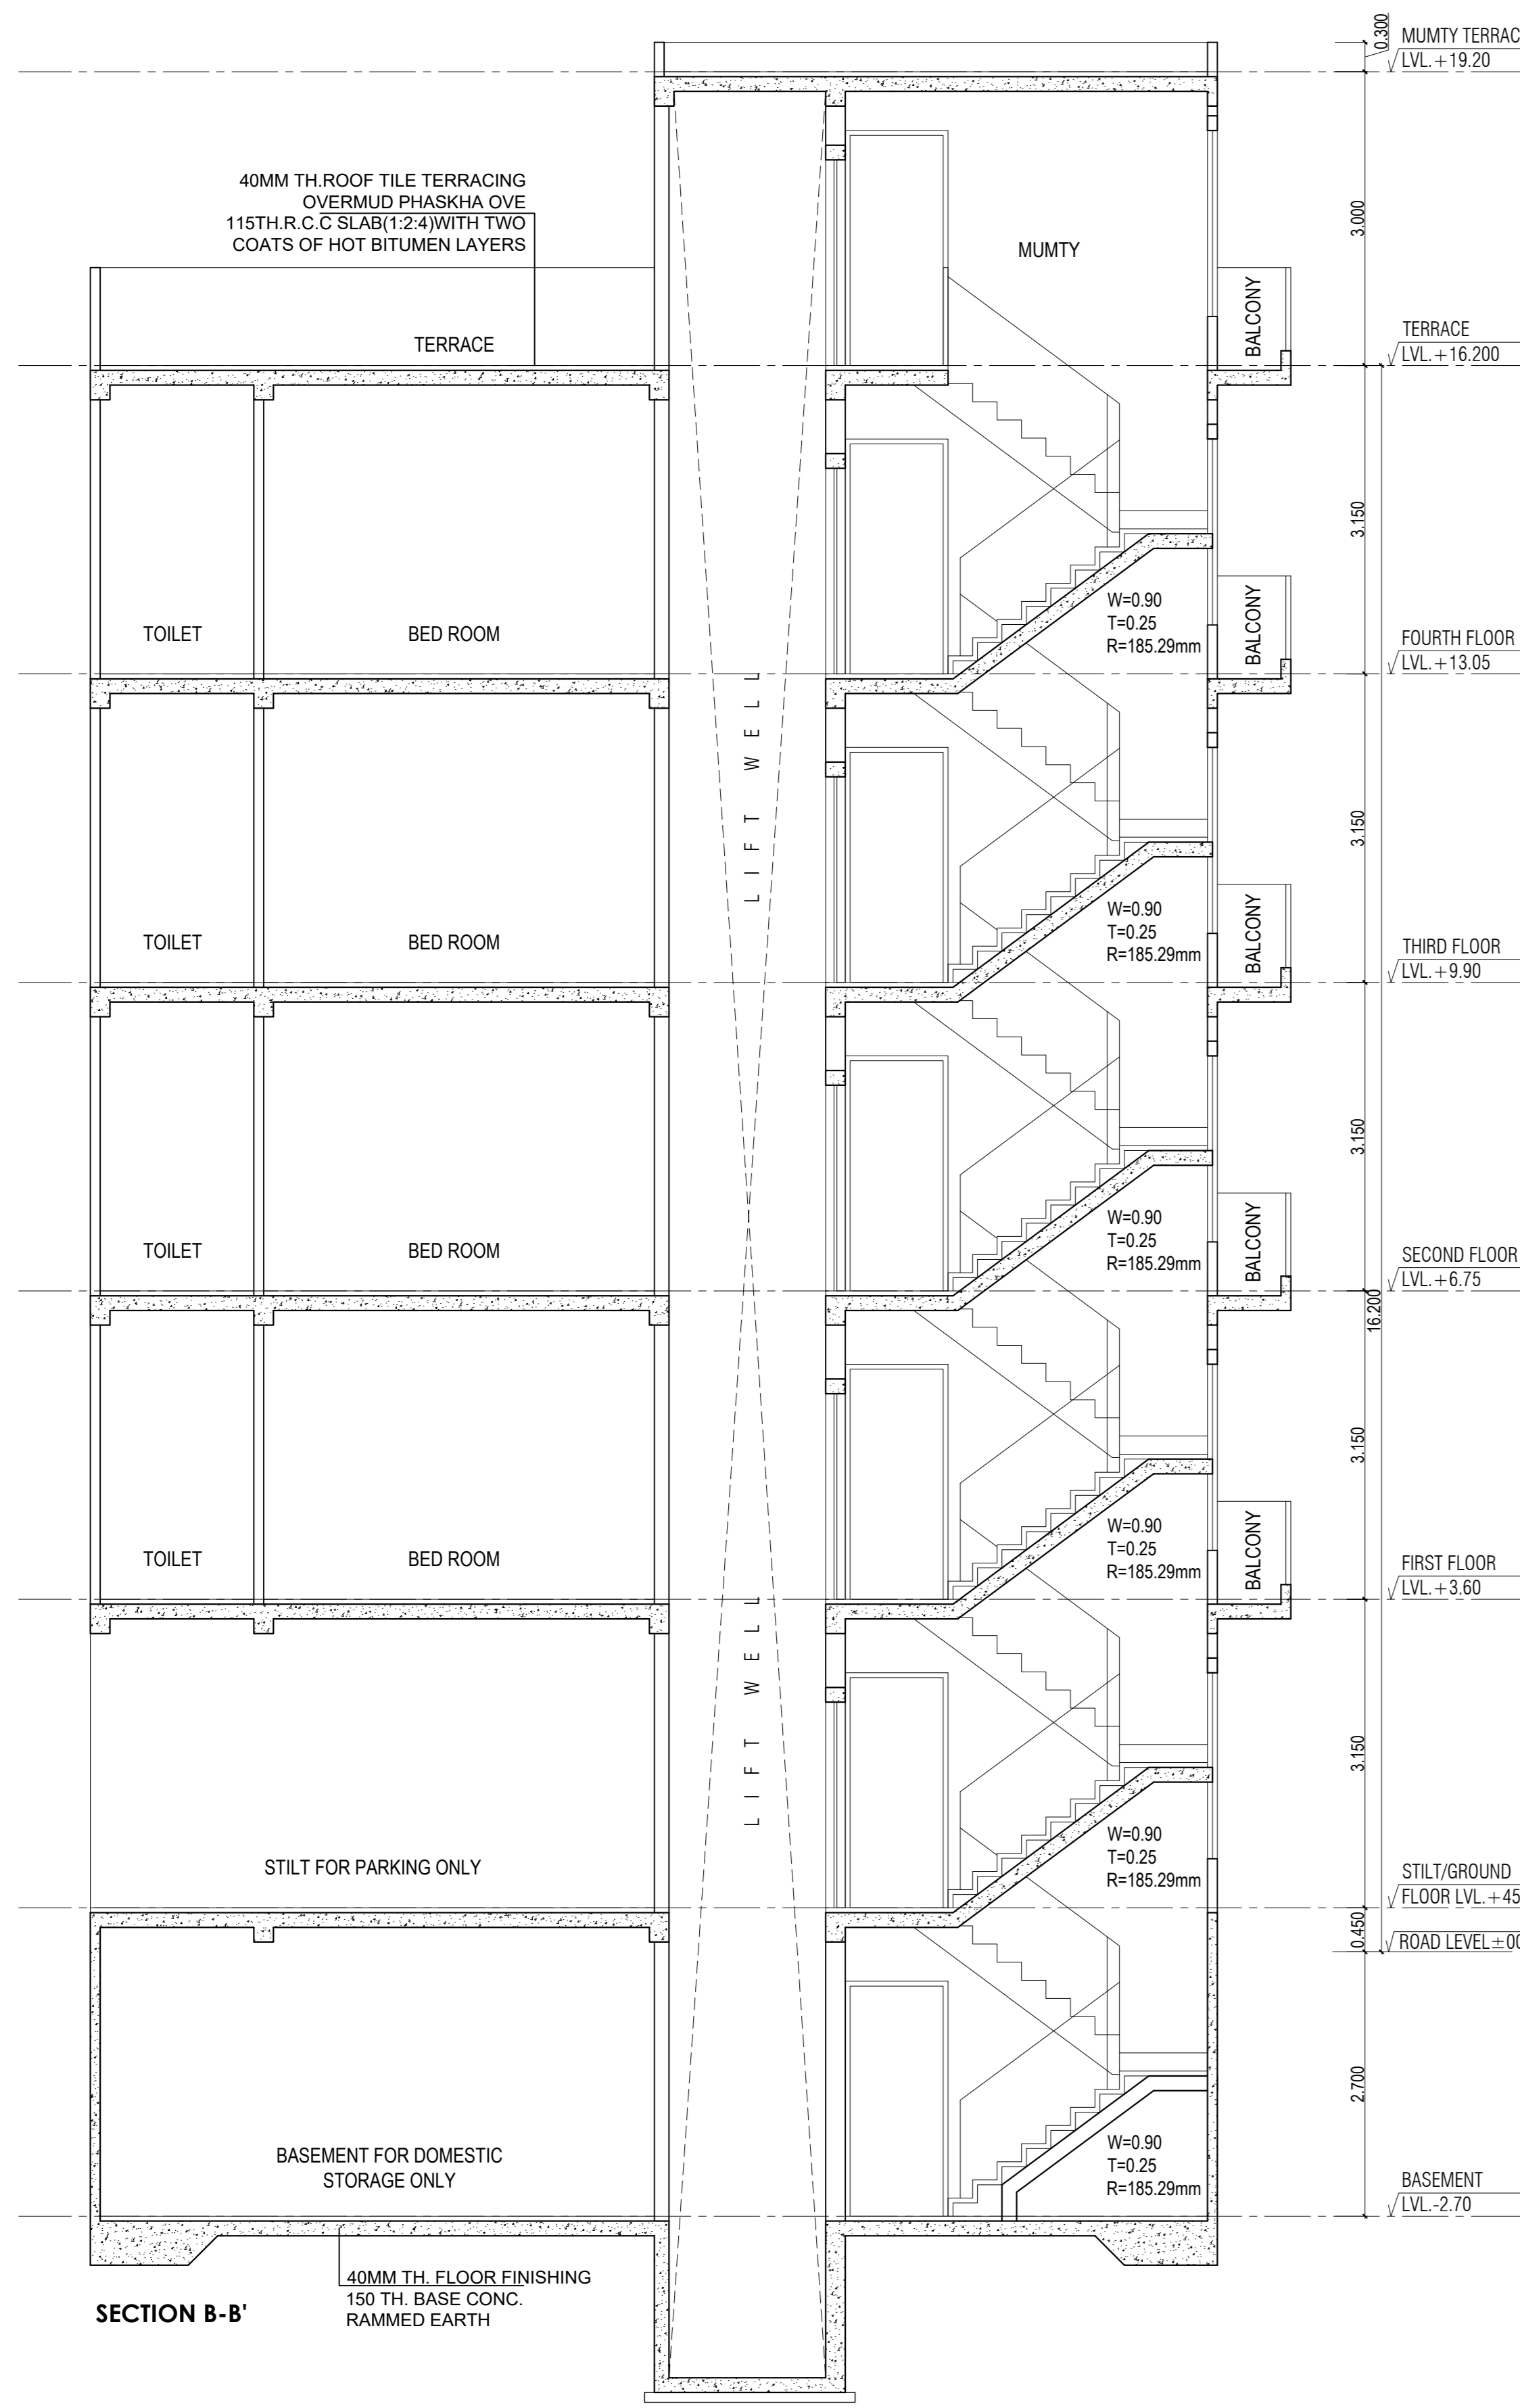 0.300
MUMTY TERRAC
LVL.+19.20
40MM TH.ROOF TILE TERRACING
OVERMUD PHASKHA OVE
115TH.R.C.C SLAB(1:2:4)WITH TWO
COATS OF HOT BITUMEN LAYERS
3.000
MUMTY
BALCONY
TERRACE
TERRACE
LVL.+16.200
3.150
W=0.90
T=0.25
R=185.29mm
BALCONY
TOILET
BED ROOM
FOURTH FLOOR
LVL.+13.05
LIFT WELL
3.150
W=0.90
T=0.25
R=185.29mm
BALCONY
TOILET
BED ROOM
THIRD FLOOR
LVL.+9.90
3.150
W=0.90
T=0.25
R=185.29mm
BALCONY
TOILET
BED ROOM
SECOND FLOOR
LVL.+6.75
16.200
3.150
W=0.90
T=0.25
R=185.29mm
BALCONY
TOILET
BED ROOM
FIRST FLOOR
LVL.+3.60
LIFT WELL
3.150
W=0.90
T=0.25
R=185.29mm
STILT FOR PARKING ONLY
STILT/GROUND
FLOOR LVL.+45
0.450
ROAD LEVEL±00
2.700
W=0.90
T=0.25
R=185.29mm
BASEMENT FOR DOMESTIC
STORAGE ONLY
BASEMENT
LVL.-2.70
40MM TH. FLOOR FINISHING
150 TH. BASE CONC.
RAMMED EARTH
SECTION B-B'